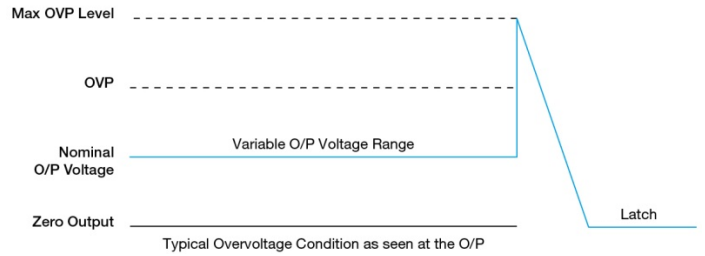 Max OVP Level
OVP
Variable O/P Voltage Range
Nominal
O/P Voltage
Latch
Zero Output
Typical Overvoltage Condition as seen at the O/P